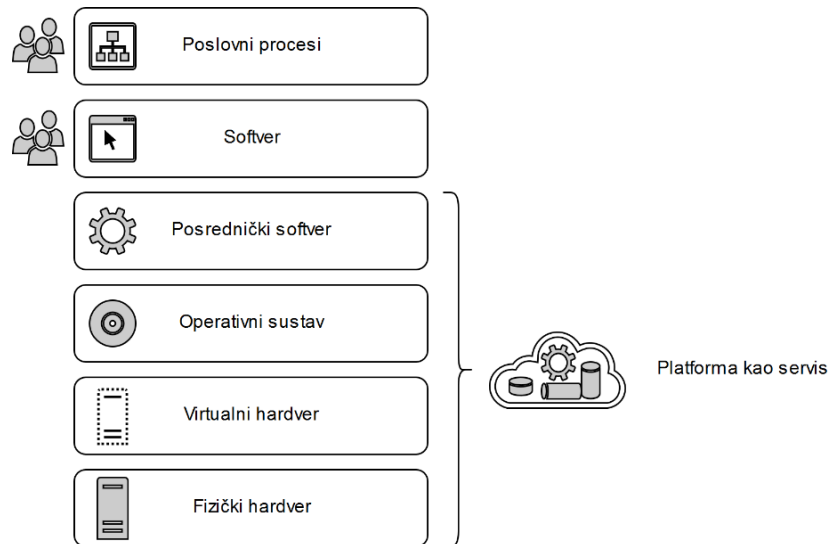 Poslovni procesi
Softver
Posrednički softver
Operativni sustav
Virtualni hardver
Fizički hardver
Platforma kao servis